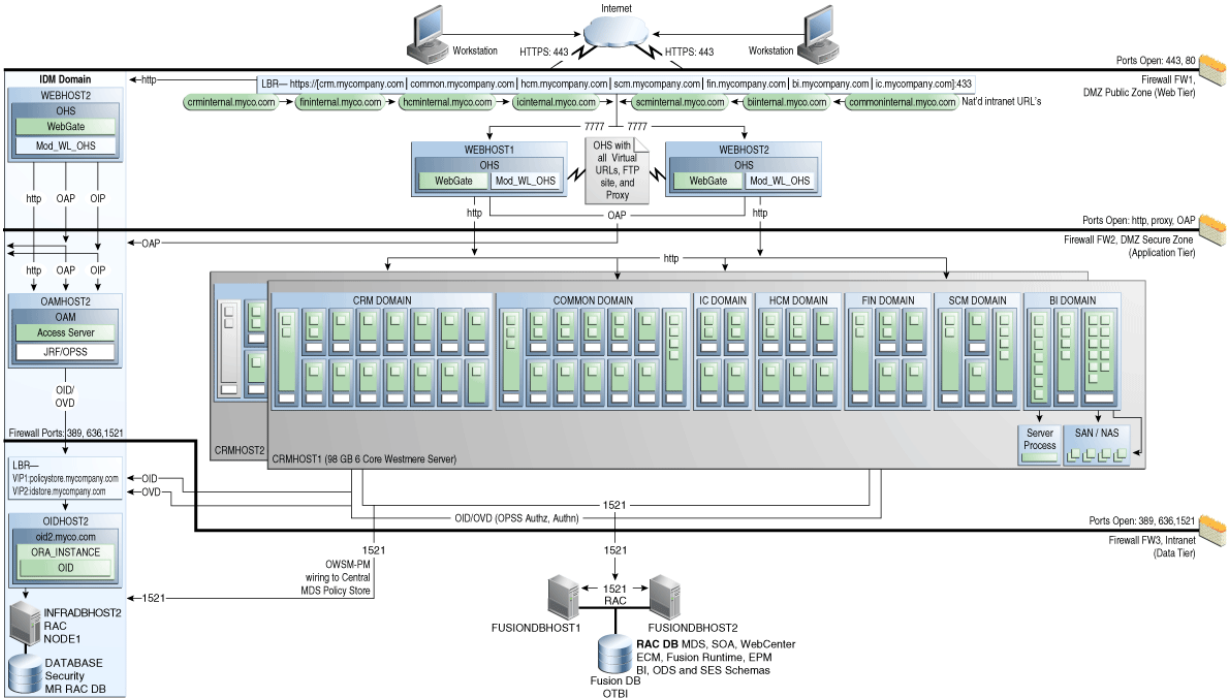 Internet
Workstation
HTTPS: 443
HTTPS: 443
Workstation
Ports Open: 443, 80
Firewall FW1,
DMZ Public Zone (Web Tier)
IDM Domain
http
LBR— https://[crm.mycompany.com | common.mycompany.com | hcm.mycompany.com | scm.mycompany.com | fin.mycompany.com | bi.mycompany.com | ic.mycompany.com]:433
crminternal.myco.com
fininternal.myco.com
hcminternal.myco.com
icinternal.myco.com
scminternal.myco.com
biinternal.myco.com
commoninternal.myco.com
Nat'd intranet URL's
WEBHOST2
OHS
WebGate
Mod_WL_OHS
7777
7777
WEBHOST1
OHS
WebGate
Mod_WL_OHS
OHS with
all Virtual
URLs, FTP
site, and
Proxy
WEBHOST2
OHS
WebGate
Mod_WL_OHS
http
OAP
OIP
http
OAP
http
Ports Open: http, proxy, OAP
Firewall FW2, DMZ Secure Zone
(Application Tier)
OAP
http
OAP
OIP
http
OAMHOST2
OAM
Access Server
JRF/OPSS
CRM DOMAIN
COMMON DOMAIN
IC DOMAIN
HCM DOMAIN
FIN DOMAIN
SCM DOMAIN
BI DOMAIN
OID/
OVD
Firewall Ports: 389, 636,1521
Server
Process
SAN / NAS
CRMHOST2
CRMHOST1 (98 GB 6 Core Westmere Server)
LBR—
VIP1:policystore.mycompany.com
VIP2:idstore.mycompany.com
OID
OVD
1521
OID/OVD (OPSS Authz, Authn)
Ports Open: 389, 636,1521
Firewall FW3, Intranet
(Data Tier)
OIDHOST2
oid2.myco.com
ORA_INSTANCE
OID
1521
1521
OWSM-PM
wiring to Central
MDS Policy Store
1521
1521
RAC
INFRADBHOST2
RAC
NODE1
FUSIONDBHOST1
FUSIONDBHOST2
DATABASE
Security
MR RAC DB
RAC DB MDS, SOA, WebCenter
ECM, Fusion Runtime, EPM
BI, ODS and SES Schemas
Fusion DB
OTBI